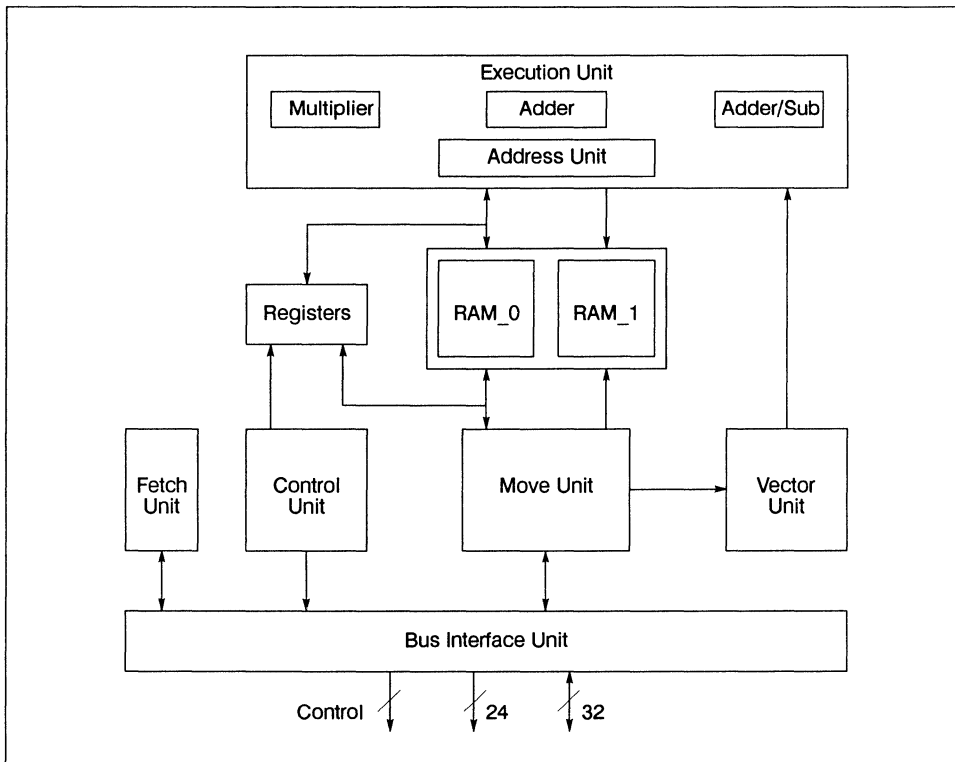 Execution Unit
Multiplier
Adder
Adder/Sub
Address Unit
Registers
RAM_0
RAM_1
Fetch
Unit
Control
Unit
Move Unit
Vector
Unit
Bus Interface Unit
Control
24
32